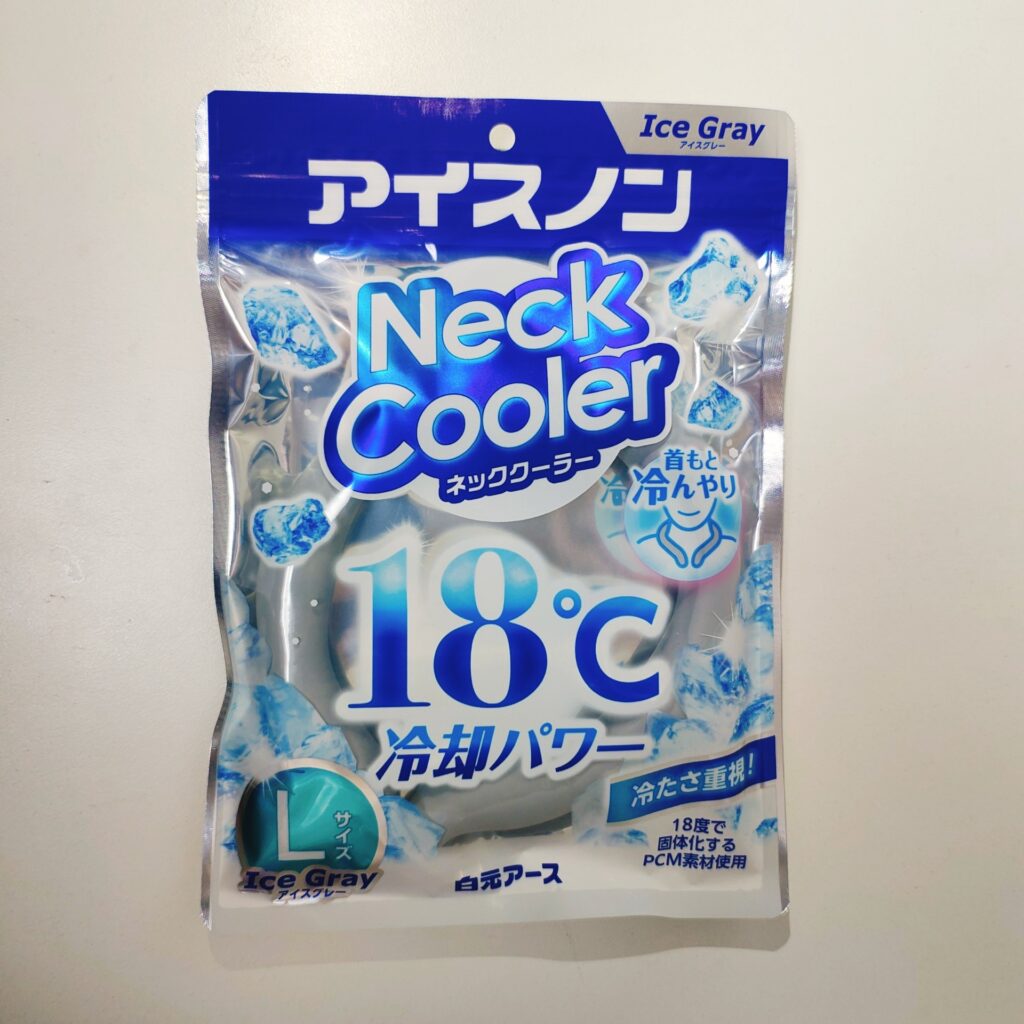 Ice Gray
アイスグレー
アイスノン
Neck
Cooler
ネッククーラー
首もと
冷んやり
18℃
冷却パワー
冷たさ重視!
18度で
固体化する
PCM素材使用
L
サイズ
Ice Gray
アイスグレー
白元アース